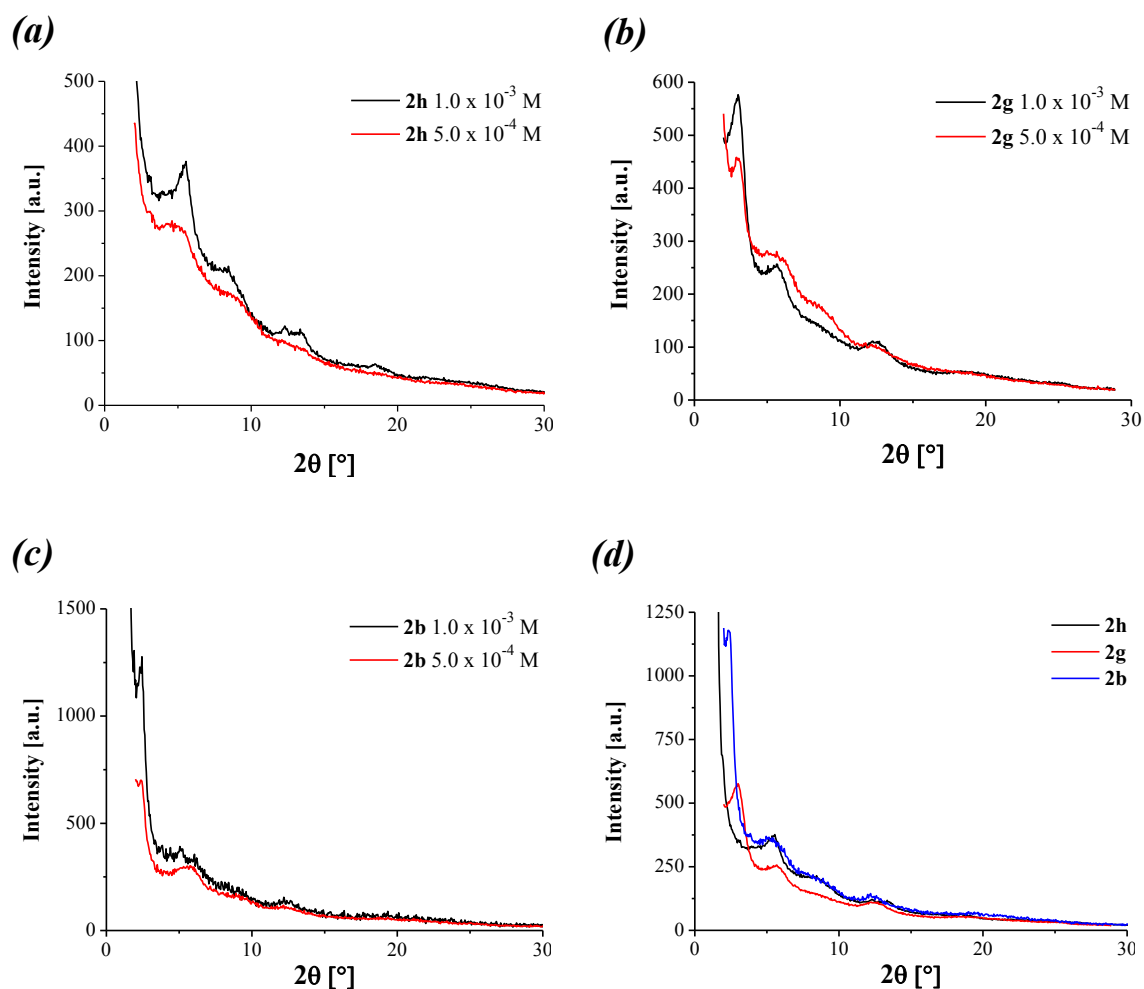 (a)
500
400
300
200
100
0
0
10
20
30
Intensity [a.u.]
2θ [°]
2h 1.0 x 10⁻³ M
2h 5.0 x 10⁻⁴ M
(b)
600
500
400
300
200
100
0
0
10
20
30
Intensity [a.u.]
2θ [°]
2g 1.0 x 10⁻³ M
2g 5.0 x 10⁻⁴ M
(c)
1500
1000
500
0
0
10
20
30
Intensity [a.u.]
2θ [°]
2b 1.0 x 10⁻³ M
2b 5.0 x 10⁻⁴ M
(d)
1250
1000
750
500
250
0
0
10
20
30
Intensity [a.u.]
2θ [°]
2h
2g
2b